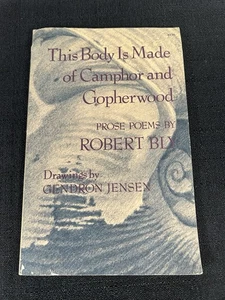 This Body Is Made
of Camphor and
Gopherwood
PROSE POEMS BY
ROBERT BLY
Drawings by
GENDRON JENSEN